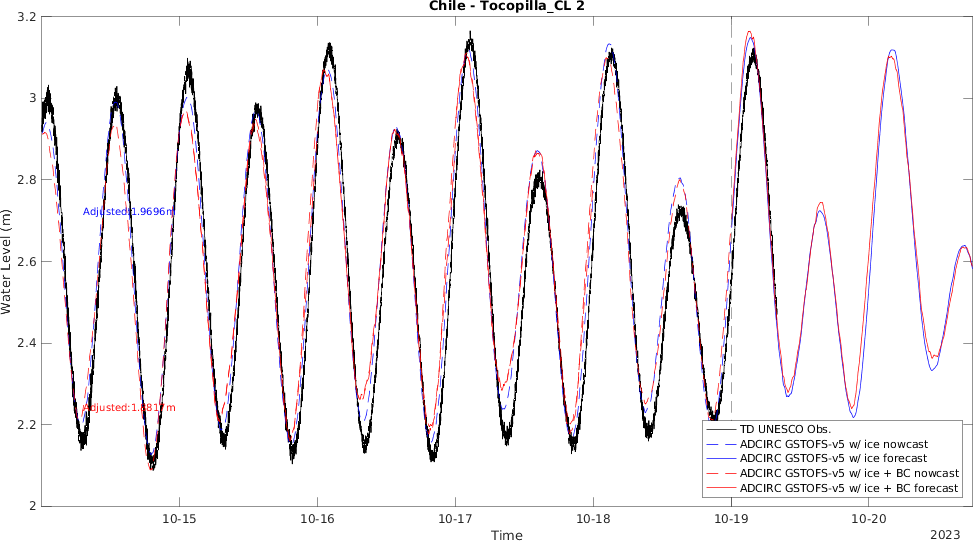 Chile - Tocopilla_CL 2
3.2
3
2.8
2.6
2.4
2.2
2
Water Level (m)
Adjusted:1.9696m
TD UNESCO Obs.
ADCIRC GSTOFS-v5 w/ ice nowcast
ADCIRC GSTOFS-v5 w/ ice forecast
ADCIRC GSTOFS-v5 w/ ice + BC nowcast
ADCIRC GSTOFS-v5 w/ ice + BC forecast
10-15
10-16
10-17
10-18
10-19
10-20
Time
2023